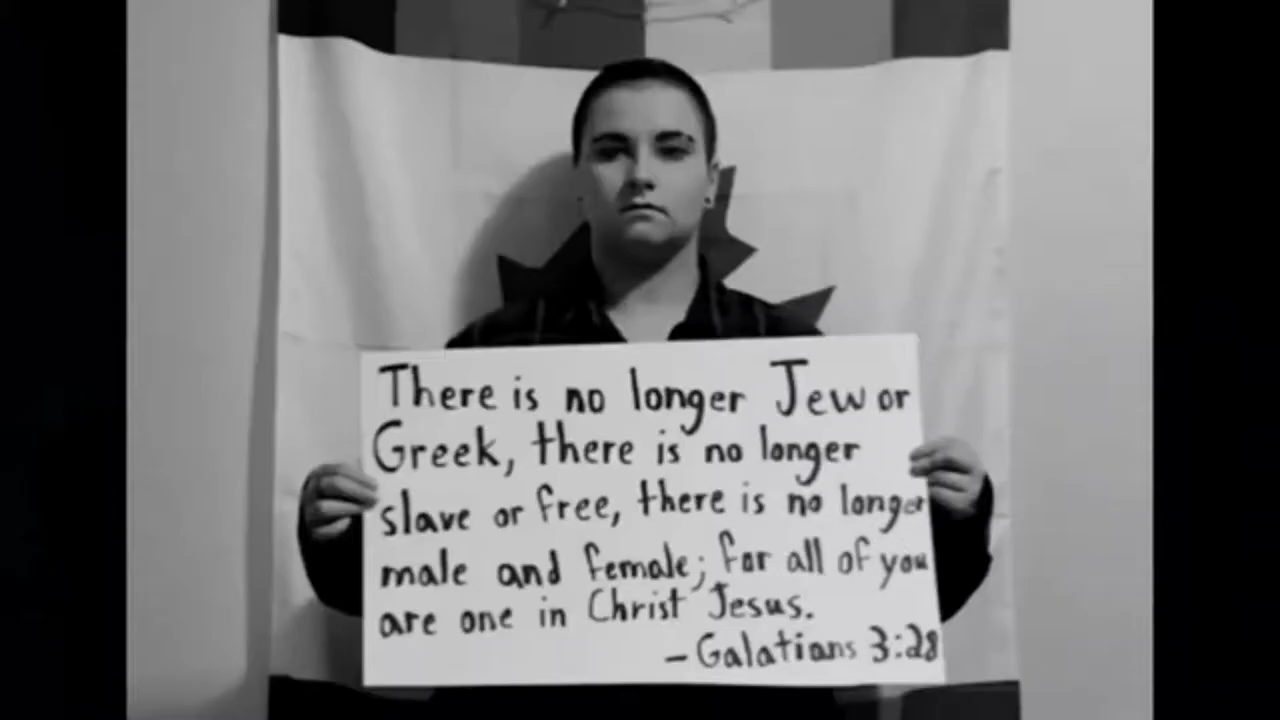 There is no longer Jew or
Greek, there is no longer
slave or free, there is no longer
male and female; for all of you
are one in Christ Jesus.
- Galatians 3:28